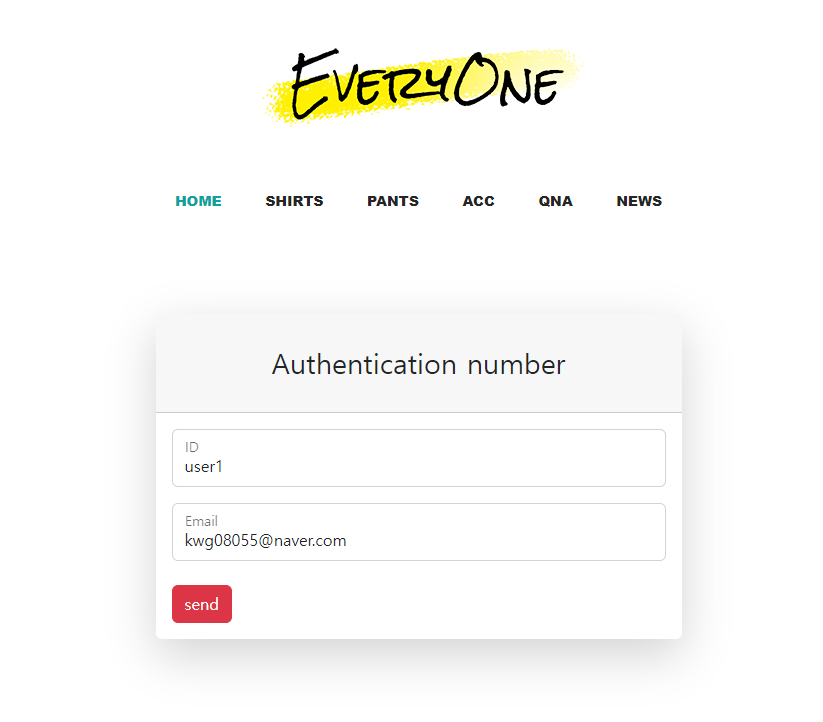 EveryOne
HOME SHIRTS PANTS ACC QNA NEWS
Authentication number
ID
user1
Email
kwg08055@naver.com
send